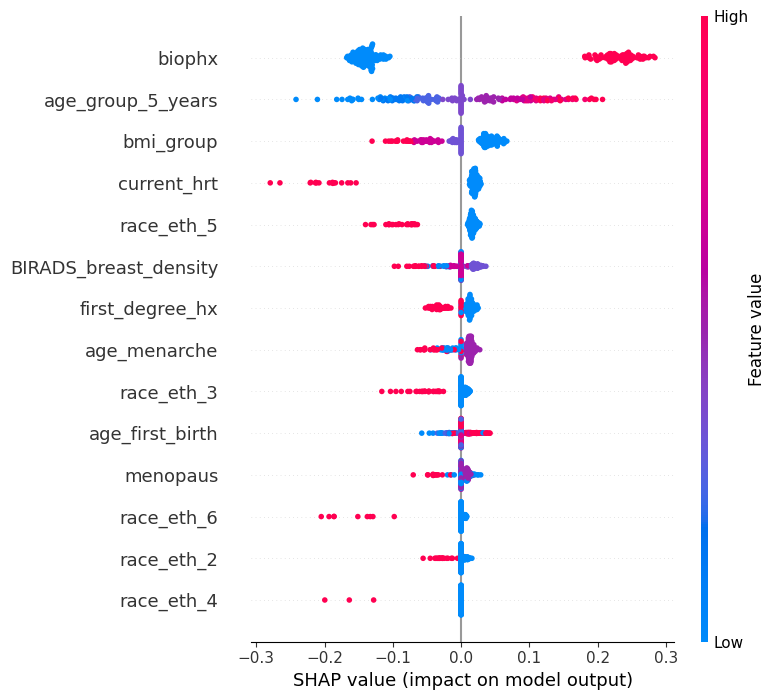 High
biophx
age_group_5_years
bmi_group
current_hrt
race_eth_5
BIRADS_breast_density
first_degree_hx
age_menarche
race_eth_3
age_first_birth
menopaus
race_eth_6
race_eth_2
race_eth_4
Feature value
Low
−0.3 −0.2 −0.1 0.0 0.1 0.2 0.3
SHAP value (impact on model output)